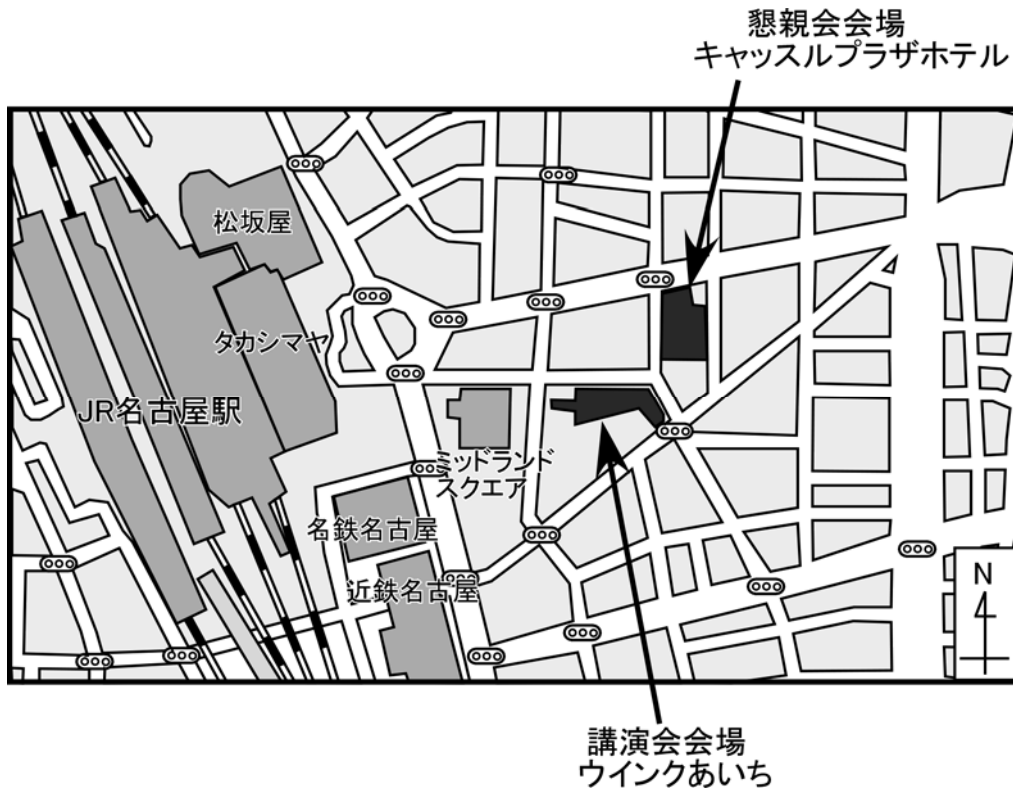 懇親会会場
キャッスルプラザホテル
松坂屋
タカシマヤ
JR名古屋駅
ミッドランド
スクエア
名鉄名古屋
近鉄名古屋
N
講演会会場
ウインクあいち